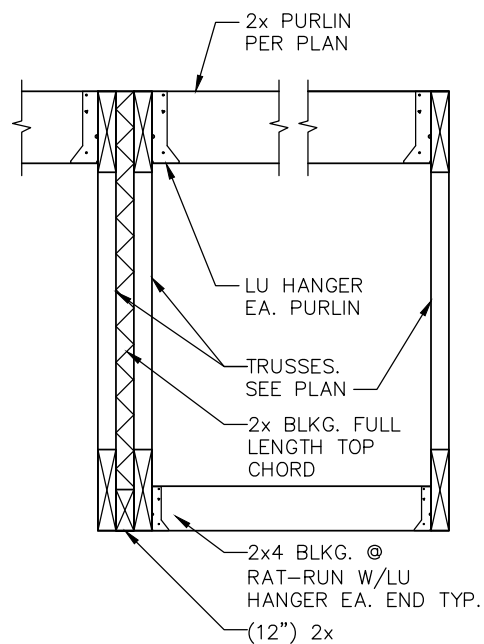 2x PURLIN
PER PLAN
LU HANGER
EA. PURLIN
TRUSSES.
SEE PLAN
2x BLKG. FULL
LENGTH TOP
CHORD
2x4 BLKG. @
RAT-RUN W/LU
HANGER EA. END TYP.
(12") 2x